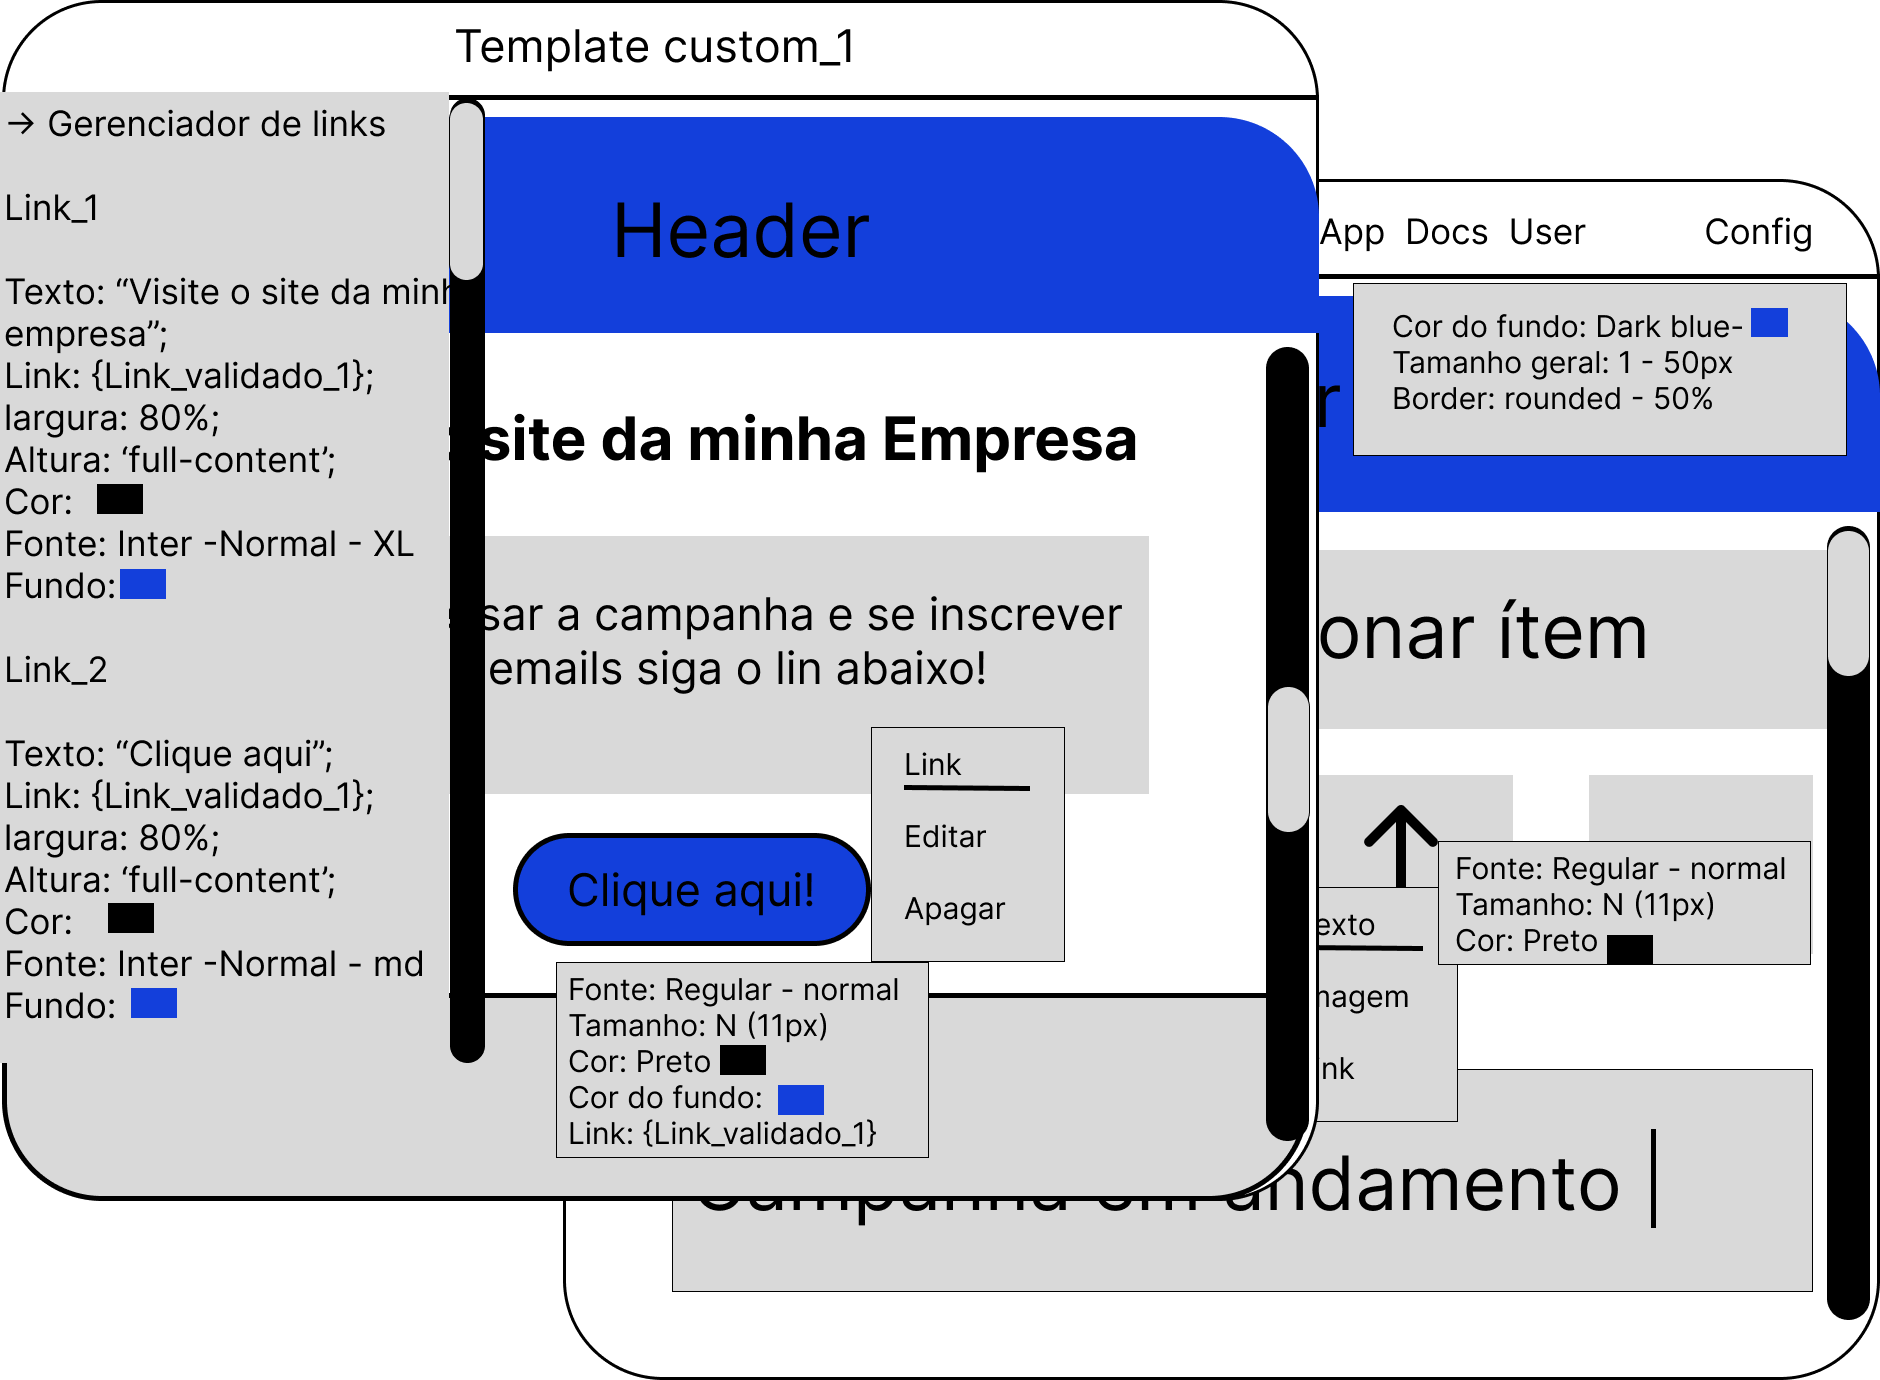 Template custom_1
→ Gerenciador de links
Link_1
Texto: “Visite o site da minh
empresa”;
Link: {Link_validado_1};
largura: 80%;
Altura: ‘full-content’;
Cor:
Fonte: Inter -Normal - XL
Fundo:
Link_2
Texto: “Clique aqui”;
Link: {Link_validado_1};
largura: 80%;
Altura: ‘full-content’;
Cor:
Fonte: Inter -Normal - md
Fundo:
Header
site da minha Empresa
sar a campanha e se inscrever
emails siga o lin abaixo!
Link
Editar
Apagar
Clique aqui!
Fonte: Regular - normal
Tamanho: N (11px)
Cor: Preto
Cor do fundo:
Link: {Link_validado_1}
App Docs User Config
r
Cor do fundo: Dark blue-
Tamanho geral: 1 - 50px
Border: rounded - 50%
onar ítem
Fonte: Regular - normal
Tamanho: N (11px)
Cor: Preto
exto
magem
nk
Campanha em andamento |